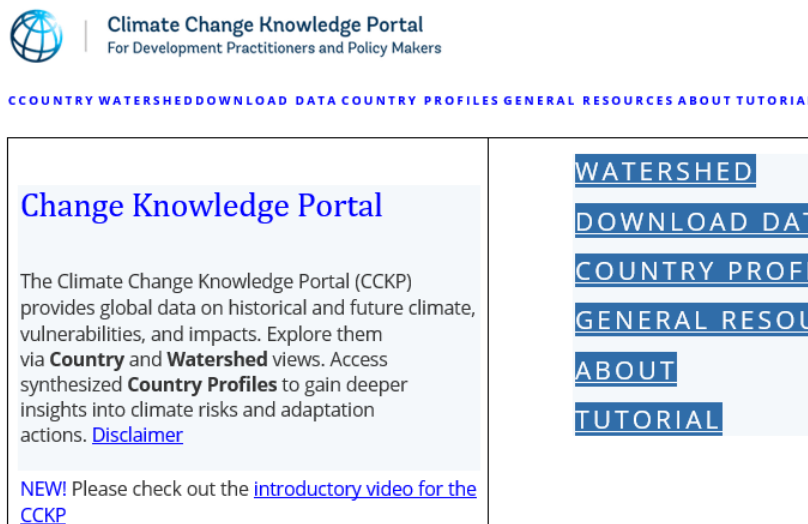 Climate Change Knowledge Portal
For Development Practitioners and Policy Makers
CCOUNTRY WATERSHEDDOWNLOAD DATA COUNTRY PROFILES GENERAL RESOURCES ABOUT TUTORIAL
Change Knowledge Portal
The Climate Change Knowledge Portal (CCKP)
provides global data on historical and future climate,
vulnerabilities, and impacts. Explore them
via Country and Watershed views. Access
synthesized Country Profiles to gain deeper
insights into climate risks and adaptation
actions. Disclaimer
NEW! Please check out the introductory video for the
CCKP
WATERSHED
DOWNLOAD DAT
COUNTRY PROFI
GENERAL RESOU
ABOUT
TUTORIAL